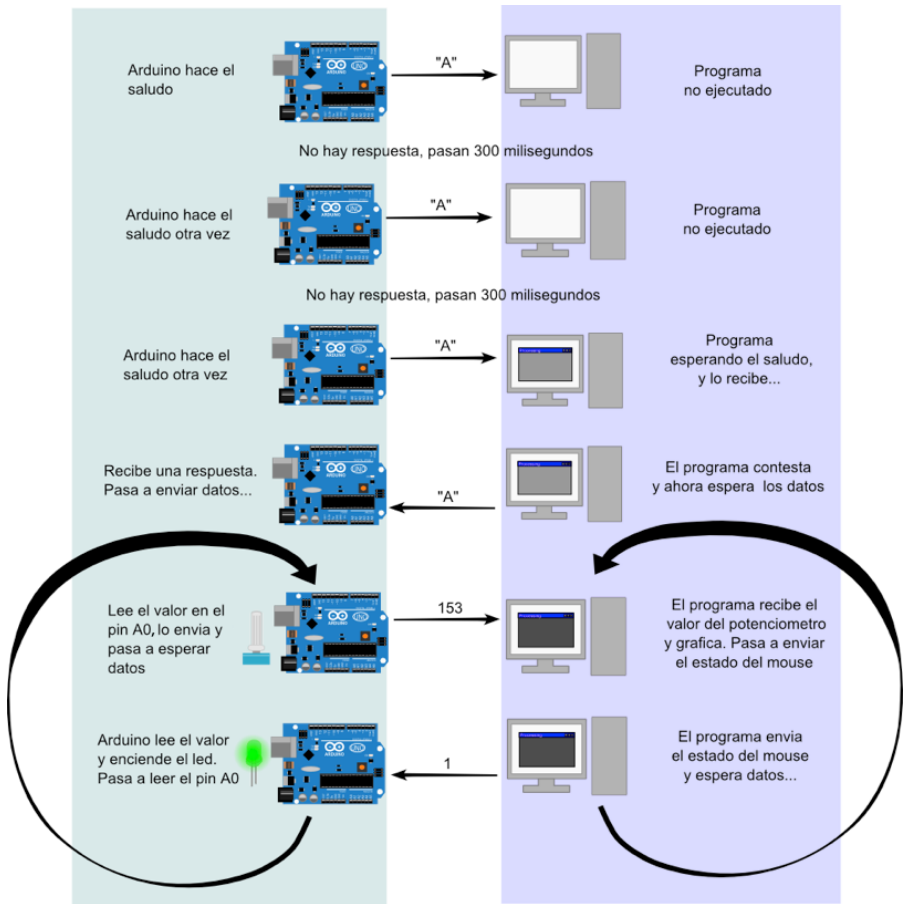 Arduino hace el
saludo
"A"
Programa
no ejecutado
No hay respuesta, pasan 300 milisegundos
Arduino hace el
saludo otra vez
"A"
Programa
no ejecutado
No hay respuesta, pasan 300 milisegundos
Arduino hace el
saludo otra vez
"A"
Programa
esperando el saludo,
y lo recibe...
Recibe una respuesta.
Pasa a enviar datos...
"A"
El programa contesta
y ahora espera los datos
Lee el valor en el
pin A0, lo envia y
pasa a esperar
datos
153
El programa recibe el
valor del potenciometro
y grafica. Pasa a enviar
el estado del mouse
Arduino lee el valor
y enciende el led.
Pasa a leer el pin A0
1
El programa envia
el estado del mouse
y espera datos...